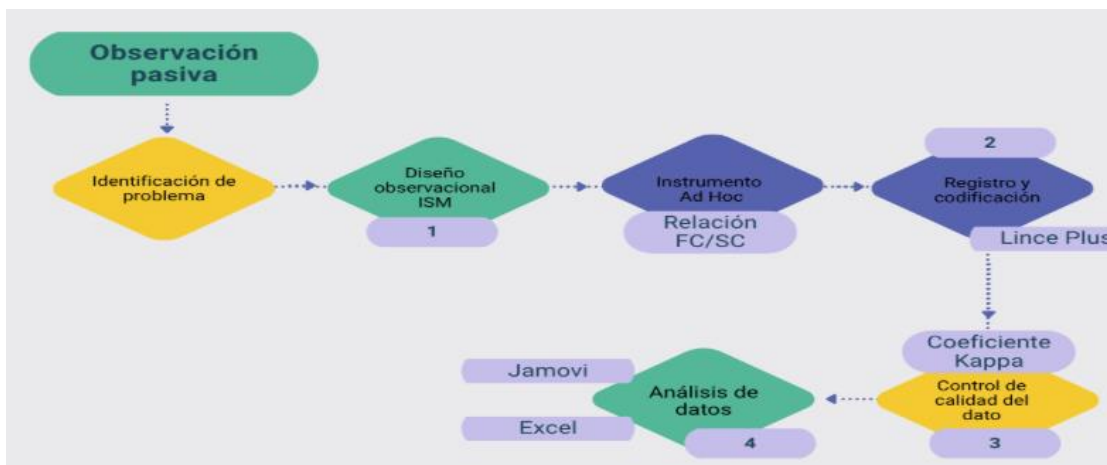 Observación
pasiva
Identificación de
problema
Diseño
observacional
ISM
1
Instrumento
Ad Hoc
Relación
FC/SC
2
Registro y
codificación
Lince Plus
Coeficiente
Kappa
Control de
calidad del
dato
3
Jamovi
Análisis de
datos
Excel
4